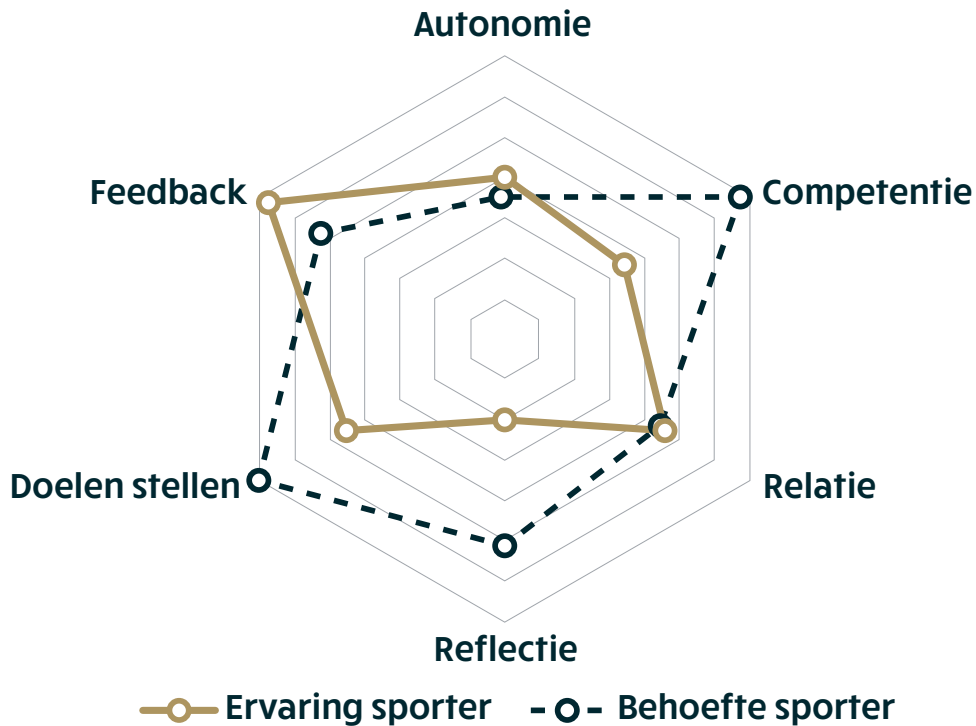 Autonomie
Feedback
Competentie
Doelen stellen
Relatie
Reflectie
Ervaring sporter
Behoefte sporter